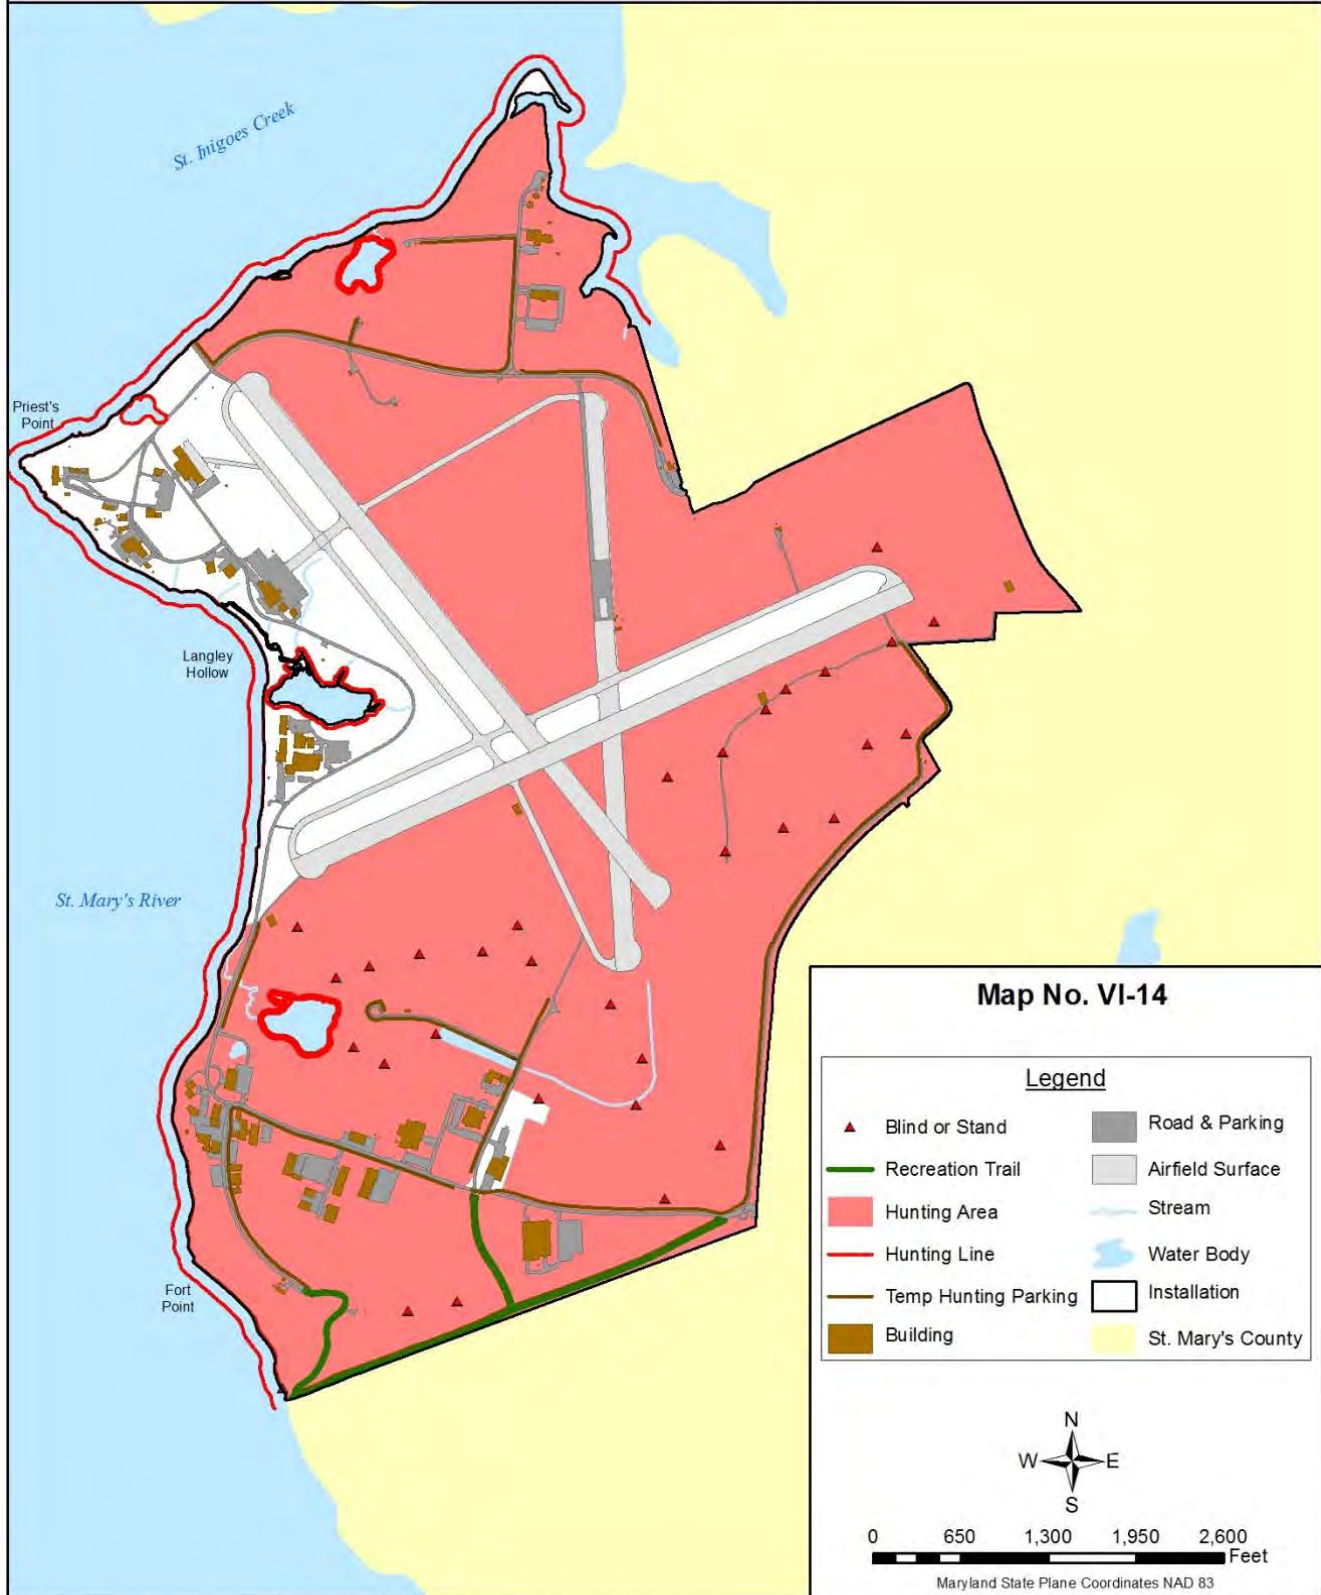 St. Inigoes Creek
Priest's
Point
Langley
Hollow
St. Mary's River
Fort
Point
Map No. VI-14
Legend
Blind or Stand
Recreation Trail
Hunting Area
Hunting Line
Temp Hunting Parking
Building
Road & Parking
Airfield Surface
Stream
Water Body
Installation
St. Mary's County
N
W E
S
0 650 1,300 1,950 2,600
Feet
Maryland State Plane Coordinates NAD 83